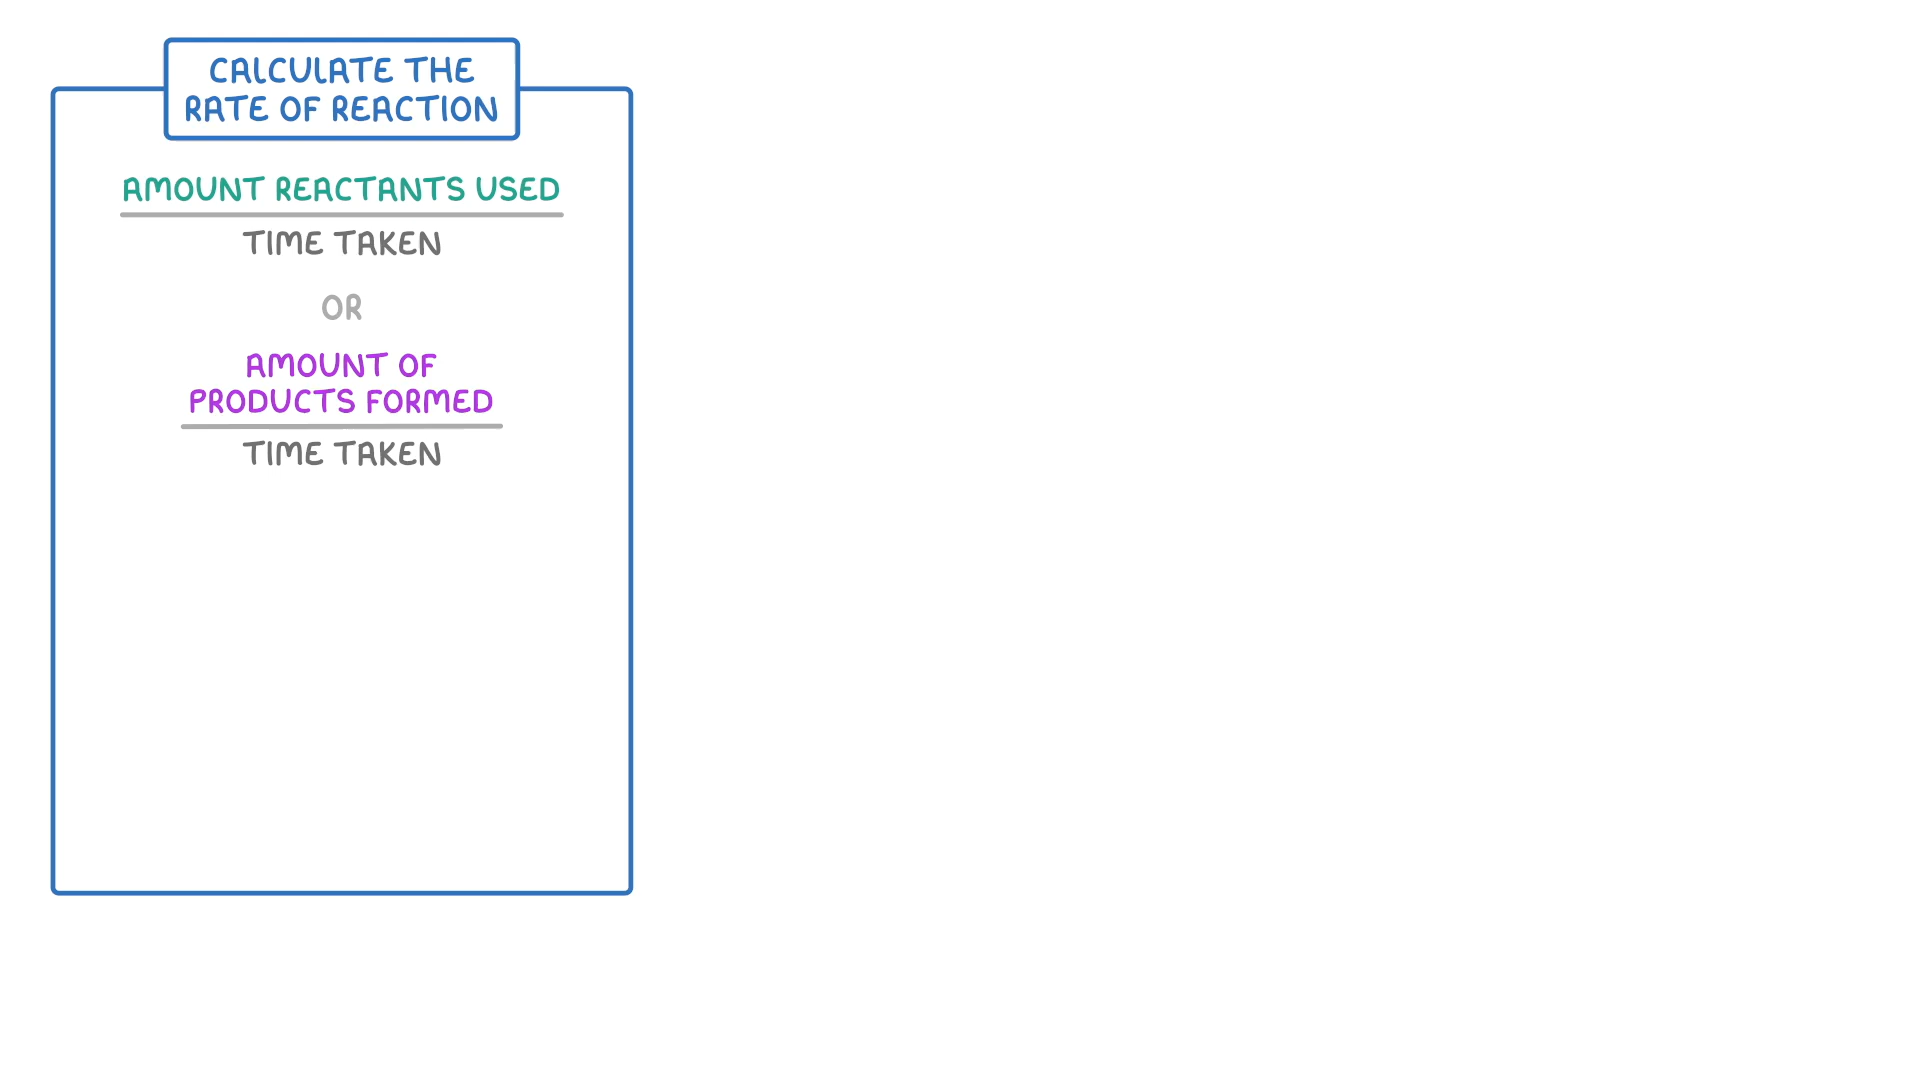 CALCULATE THE
RATE OF REACTION
AMOUNT REACTANTS USED
TIME TAKEN
OR
AMOUNT OF
PRODUCTS FORMED
TIME TAKEN